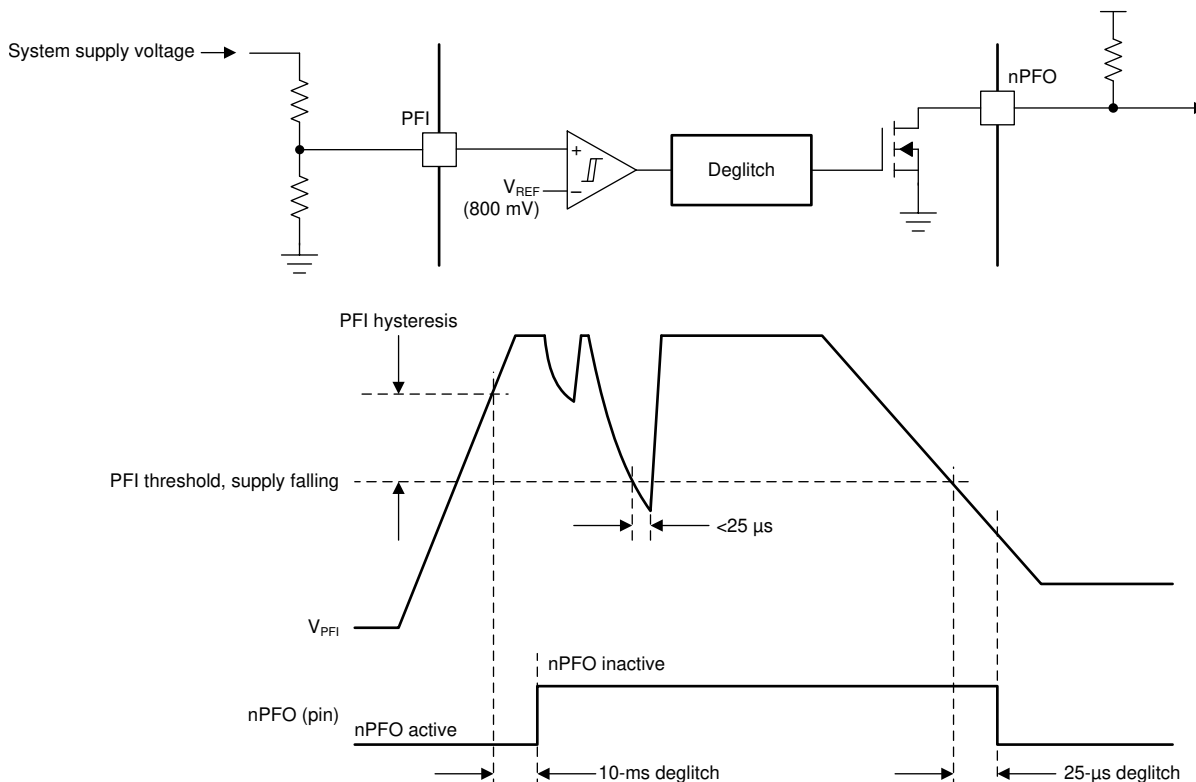 System supply voltage
nPFO
PFI
+
VREF
(800 mV)
−
Deglitch
PFI hysteresis
PFI threshold, supply falling
<25 µs
VPFI
nPFO inactive
nPFO (pin)
nPFO active
10-ms deglitch
25-µs deglitch